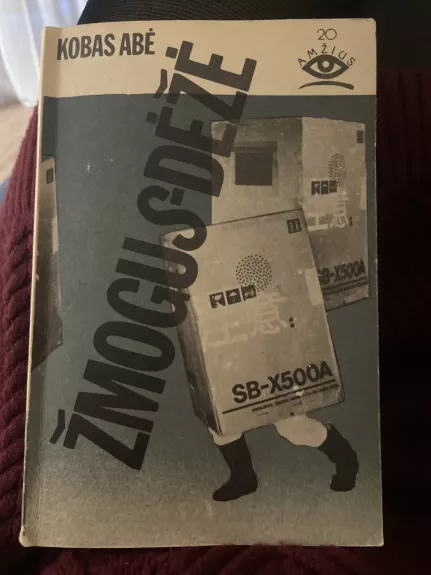 KOBAS ABĖ
20
AMŽIUS
ŽMOGUS-DĖŽĖ
SB-X500A
SB-X500A